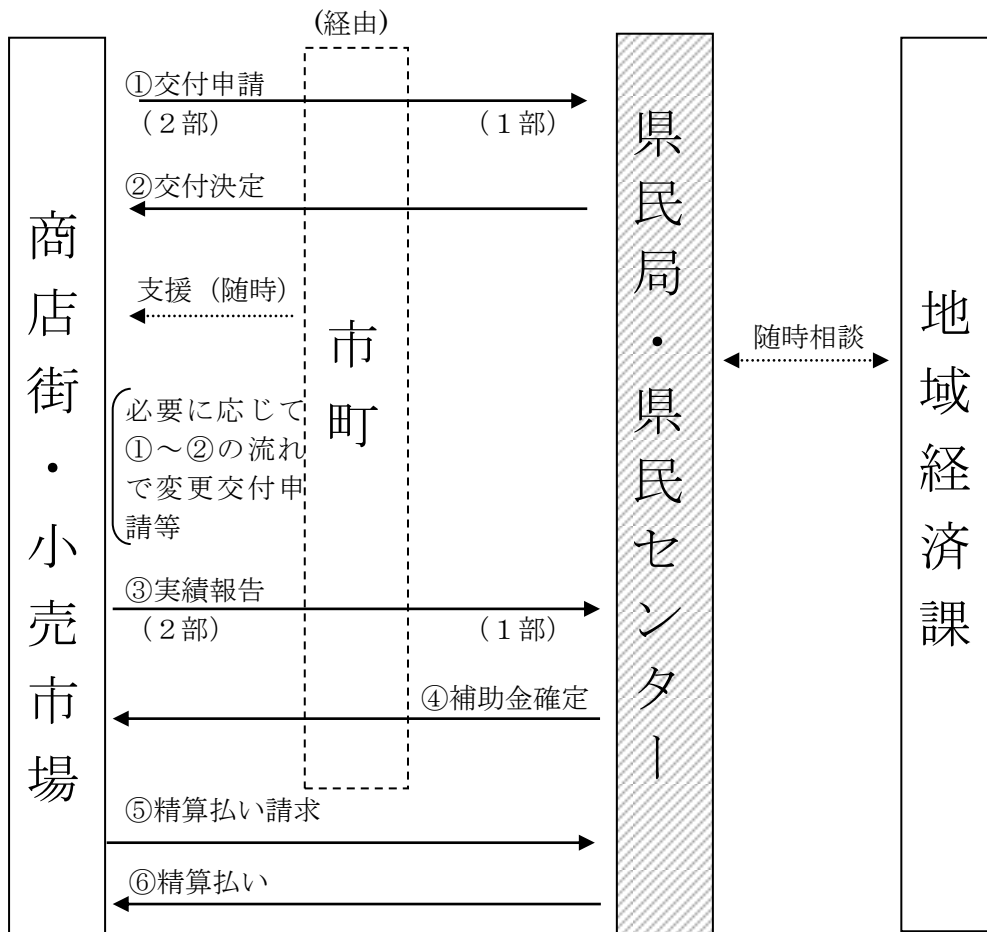 (経由)
①交付申請
（２部）
（１部）
②交付決定
支援（随時）
必要に応じて
①～②の流れ
で変更交付申
請等
③実績報告
（２部）
（１部）
④補助金確定
⑤精算払い請求
⑥精算払い
商店街・小売市場
市町
県民局・県民センター
随時相談
地域経済課